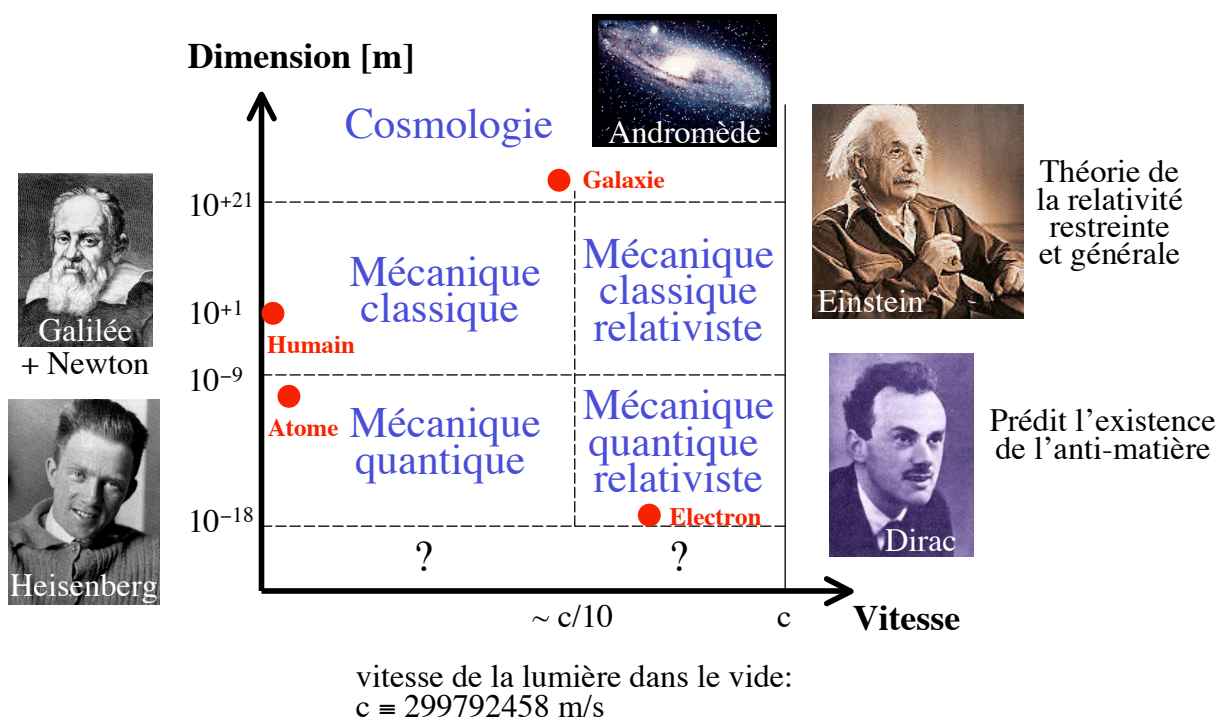 Dimension [m]
Cosmologie
Andromède
Galaxie
10+21
Mécanique
classique
Mécanique
classique
relativiste
10+1
Humain
10−9
Atome
Mécanique
quantique
Mécanique
quantique
relativiste
10−18
Electron
?
?
~ c/10
c
Vitesse
vitesse de la lumière dans le vide:
c ≡ 299792458 m/s
Galilée
+ Newton
Heisenberg
Einstein
Théorie de
la relativité
restreinte
et générale
Dirac
Prédit l’existence
de l’anti-matière